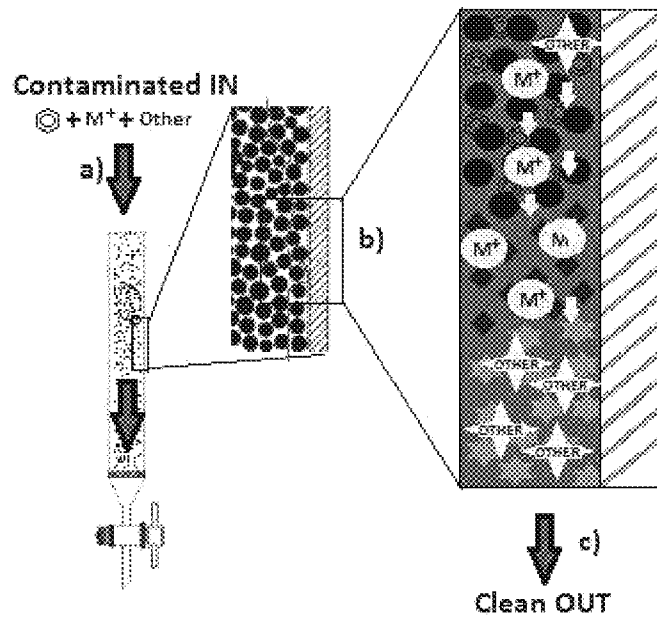 Contaminated IN
+ M+ + Other
a)
b)
OTHER
M+
M+
M+
M
M+
OTHER
OTHER
OTHER
OTHER
c)
Clean OUT